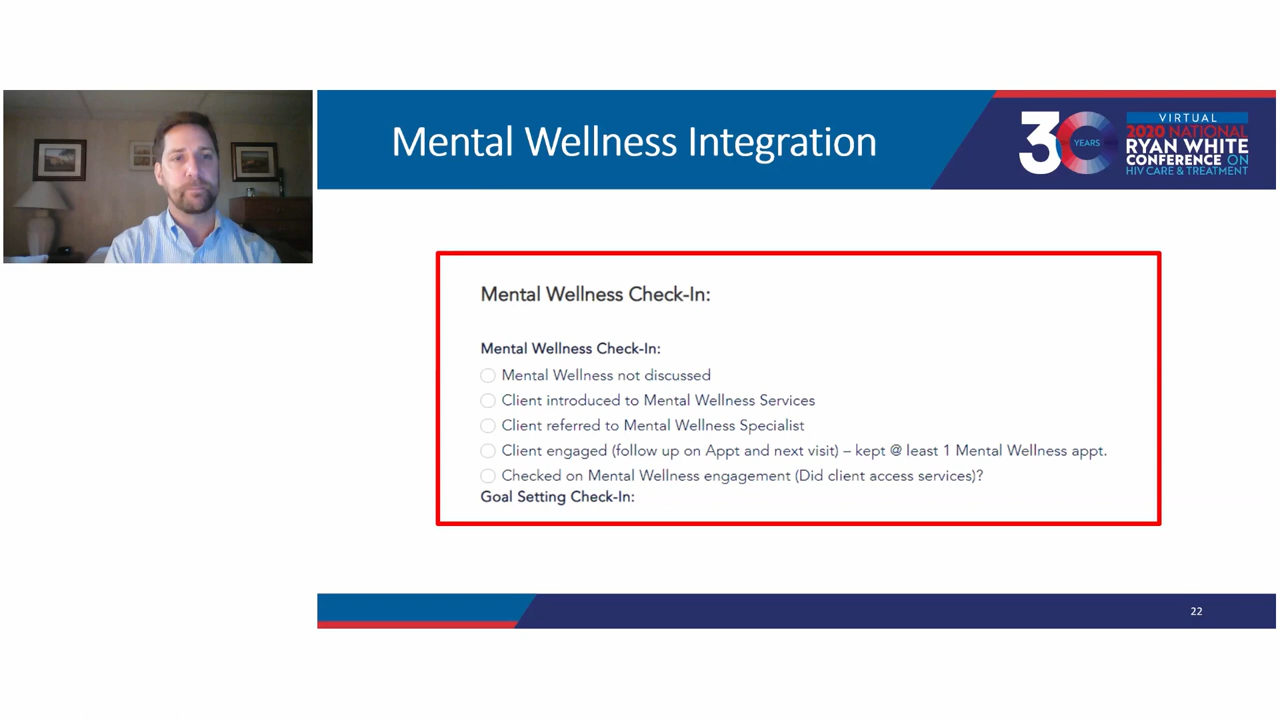 Mental Wellness Integration
30
YEARS
VIRTUAL
2020 NATIONAL
RYAN WHITE
CONFERENCE ON
HIV CARE & TREATMENT
Mental Wellness Check-In:
Mental Wellness Check-In:
Mental Wellness not discussed
Client introduced to Mental Wellness Services
Client referred to Mental Wellness Specialist
Client engaged (follow up on Appt and next visit) – kept @ least 1 Mental Wellness appt.
Checked on Mental Wellness engagement (Did client access services)?
Goal Setting Check-In:
22